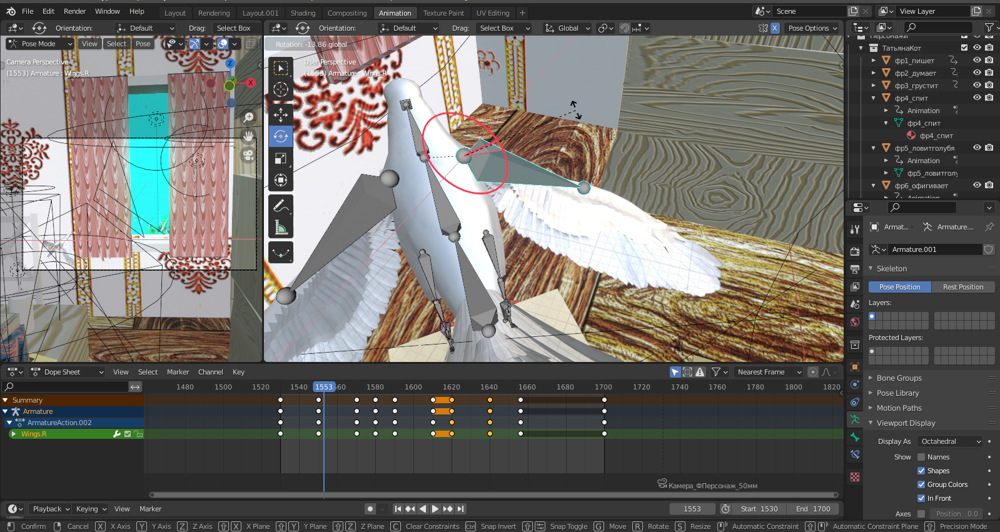 File Edit Render Window Help Layout Rendering Layout.001 Shading Compositing Animation Texture Paint UV Editing + Scene View Layer
Orientation: Default Drag: Select Box Orientation: Default Drag: Select Box Global X Pose Options
Pose Mode View Select Pose
Rotation: -13.86 global
Camera Perspective
(1553) Armature : Wings.R
User Perspective
(1553) Armature : Wings.R
Z
X
Персонажи
ТатьянаКот
фр1_пишет
фр2_думает
фр3_грустит
фр4_спит
Animation
фр4_спит
фр4_спит
фр5_ловитголубя
Animation
фр5_ловитголу
фр6_офигивает
Animation
Armat... Armature....
Armature.001
Skeleton
Pose Position Rest Position
Layers:
Protected Layers:
Bone Groups
Pose Library
Motion Paths
Viewport Display
Display As Octahedral
Show Names
Shapes
Group Colors
In Front
Axes Position 0.0
Dope Sheet View Select Marker Channel Key Nearest Frame
1480 1500 1540 1553 60 1580 1600 1620 1640 1660 1680 1700 1720 1740 1760 1780 1800 1820
Summary
Armature
ArmatureAction.002
Wings.R
Камера_ФПерсонаж_50мм
Playback Keying View Marker 1553 Start 1530 End 1700
Confirm Cancel X X Axis Y Y Axis Z Z Axis X X Plane Y Y Plane Z Z Plane C Clear Constraints Ctrl Snap Invert Snap Toggle G Move R Rotate S Resize Automatic Constraint Automatic Constraint Plane Precision Mode